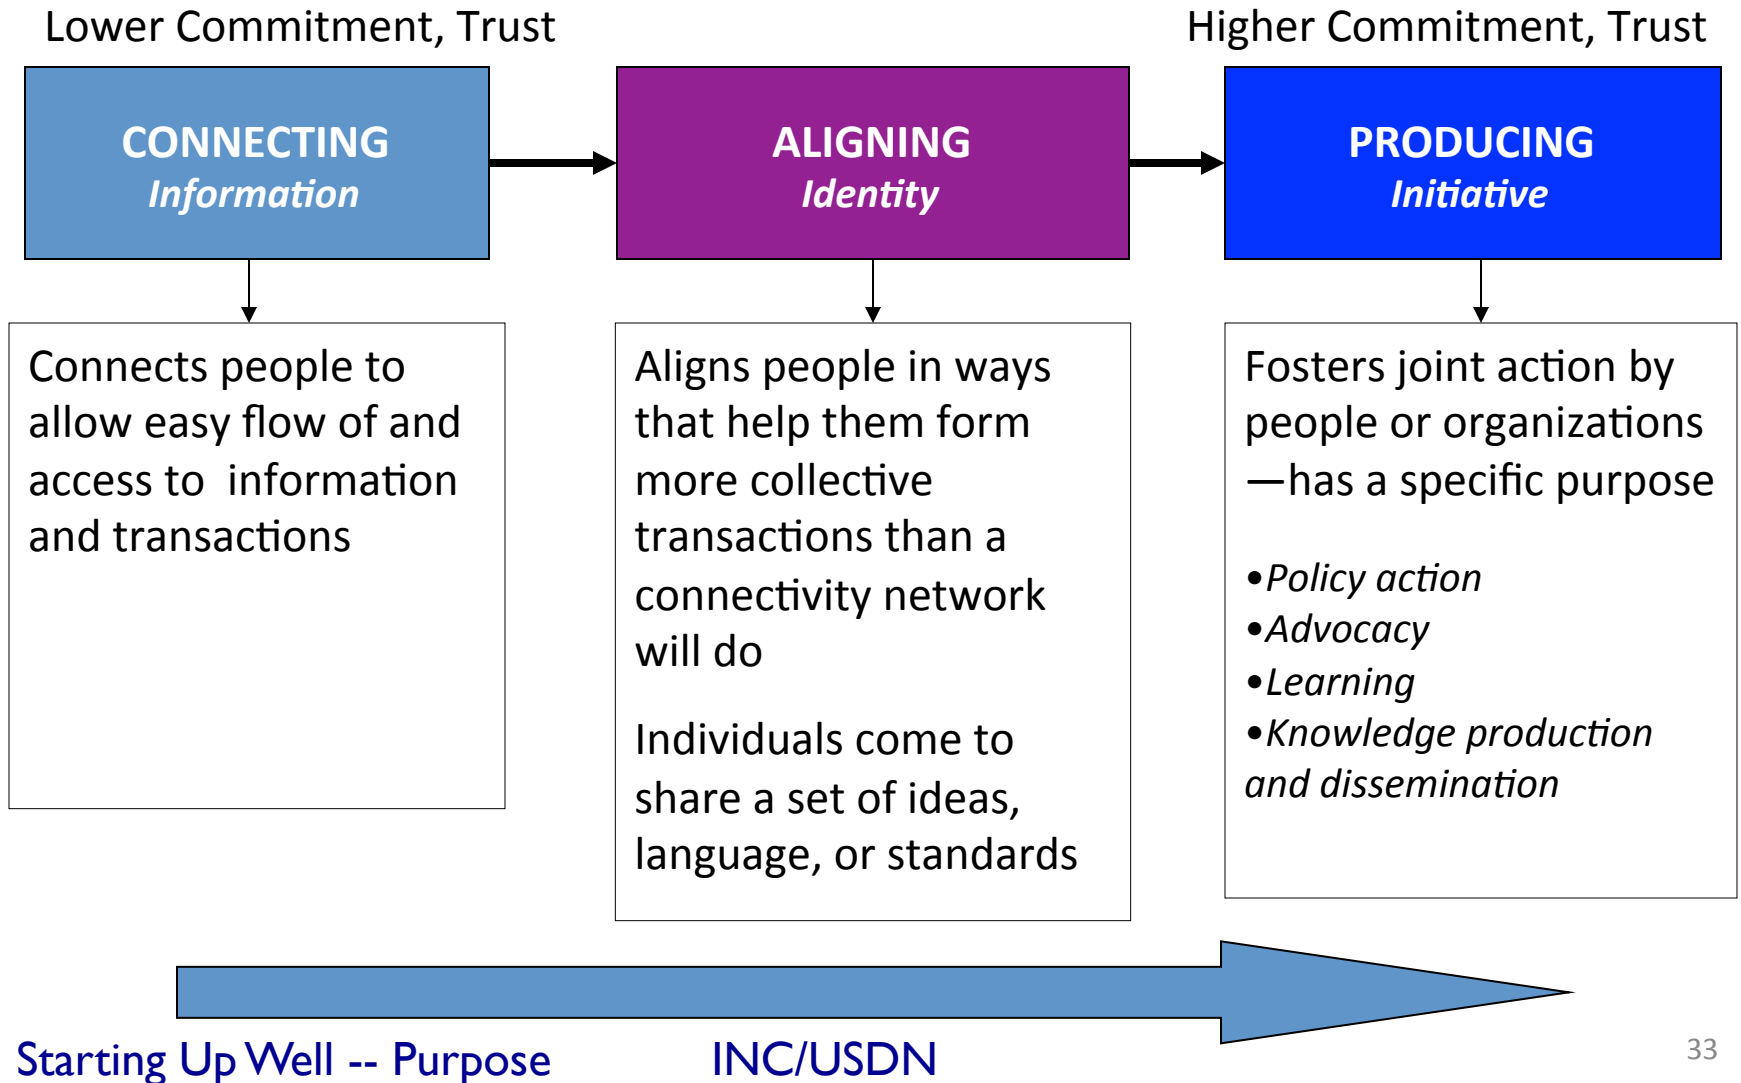 Lower Commitment, Trust
Higher Commitment, Trust
CONNECTING
Information
ALIGNING
Identity
PRODUCING
Initiative
Connects people to
allow easy flow of and
access to  information
and transactions
Aligns people in ways
that help them form
more collective
transactions than a
connectivity network
will do
Individuals come to
share a set of ideas,
language, or standards
Fosters joint action by
people or organizations
—has a specific purpose
•Policy action
•Advocacy
•Learning
•Knowledge production
and dissemination
Starting Up Well -- Purpose
INC/USDN
33